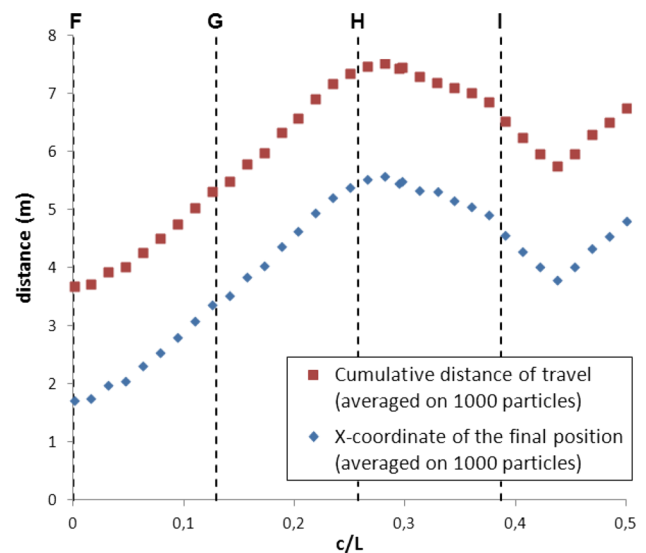 F G H I
8
7
6
5
4
3
2
1
0
distance (m)
Cumulative distance of travel
(averaged on 1000 particles)
X-coordinate of the final position
(averaged on 1000 particles)
0 0,1 0,2 0,3 0,4 0,5
c/L